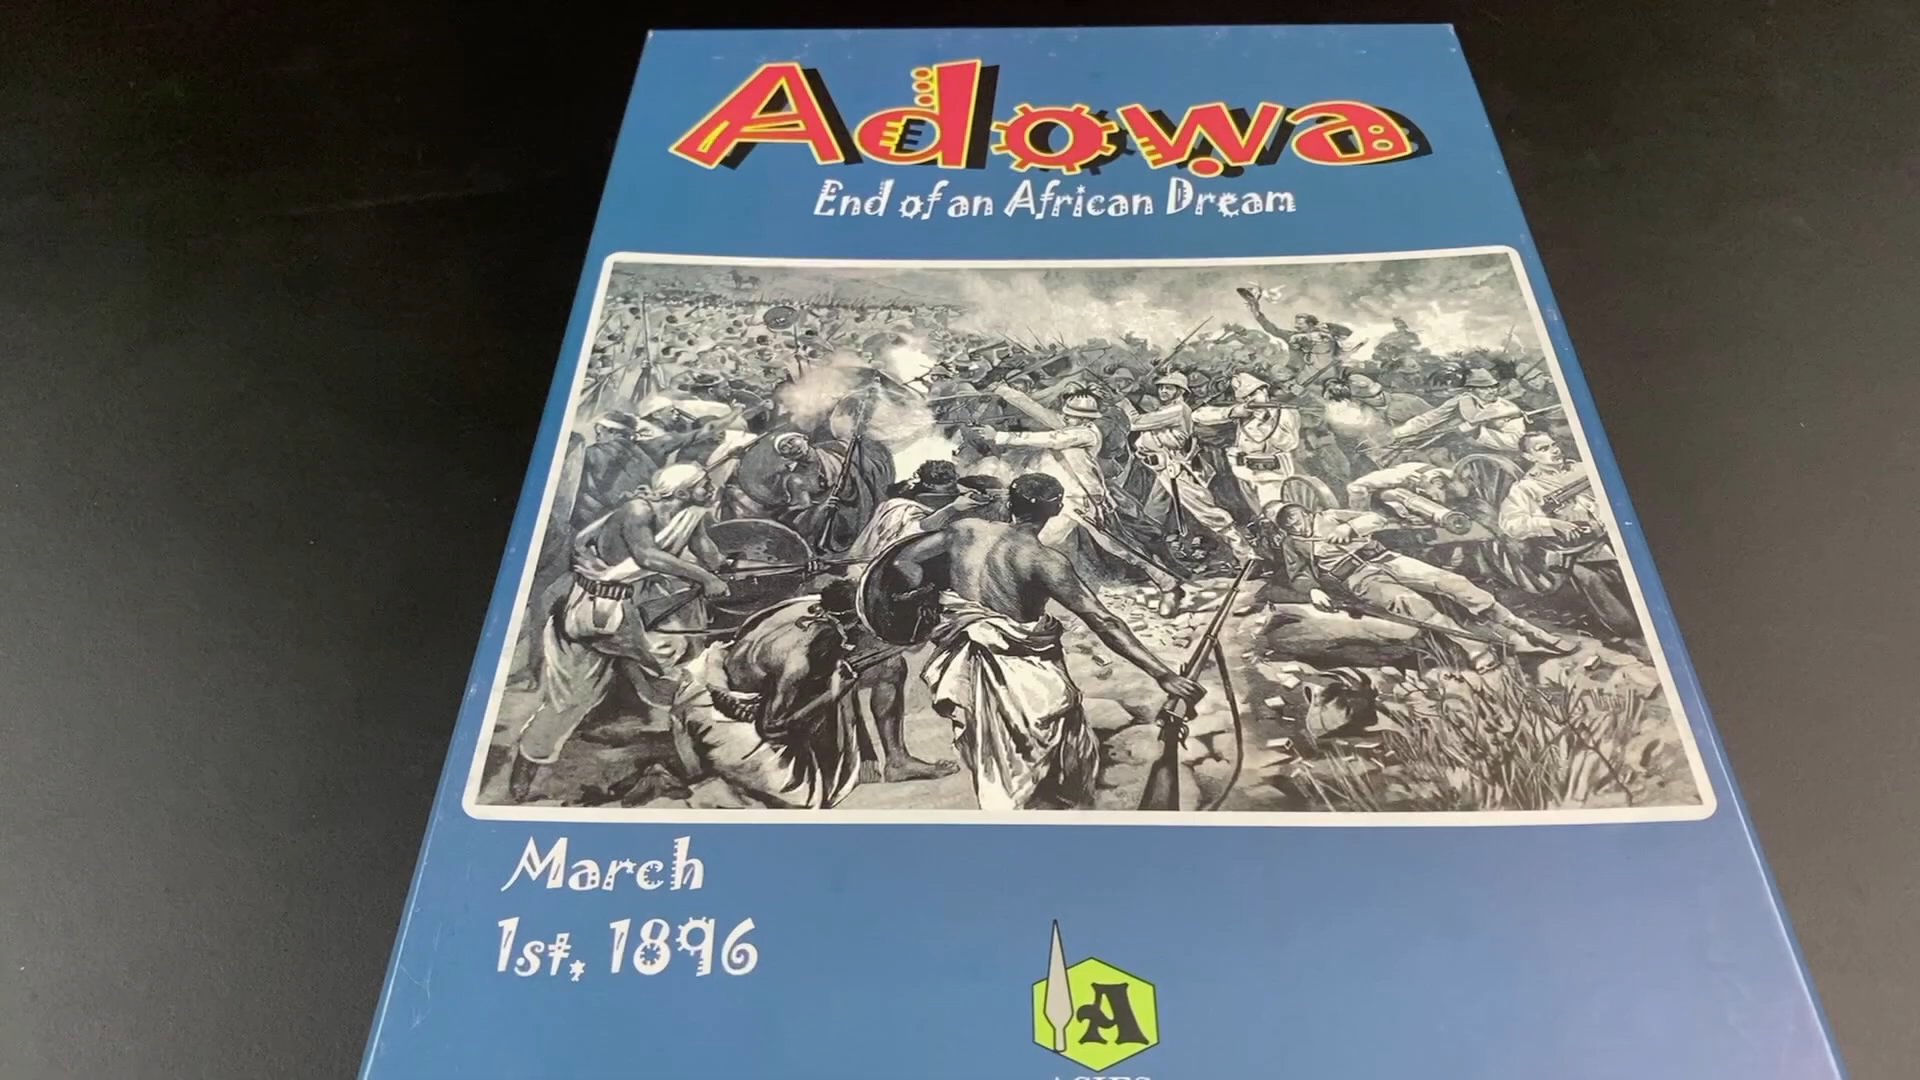 Adowa
End of an African Dream
March
1st, 1896
A